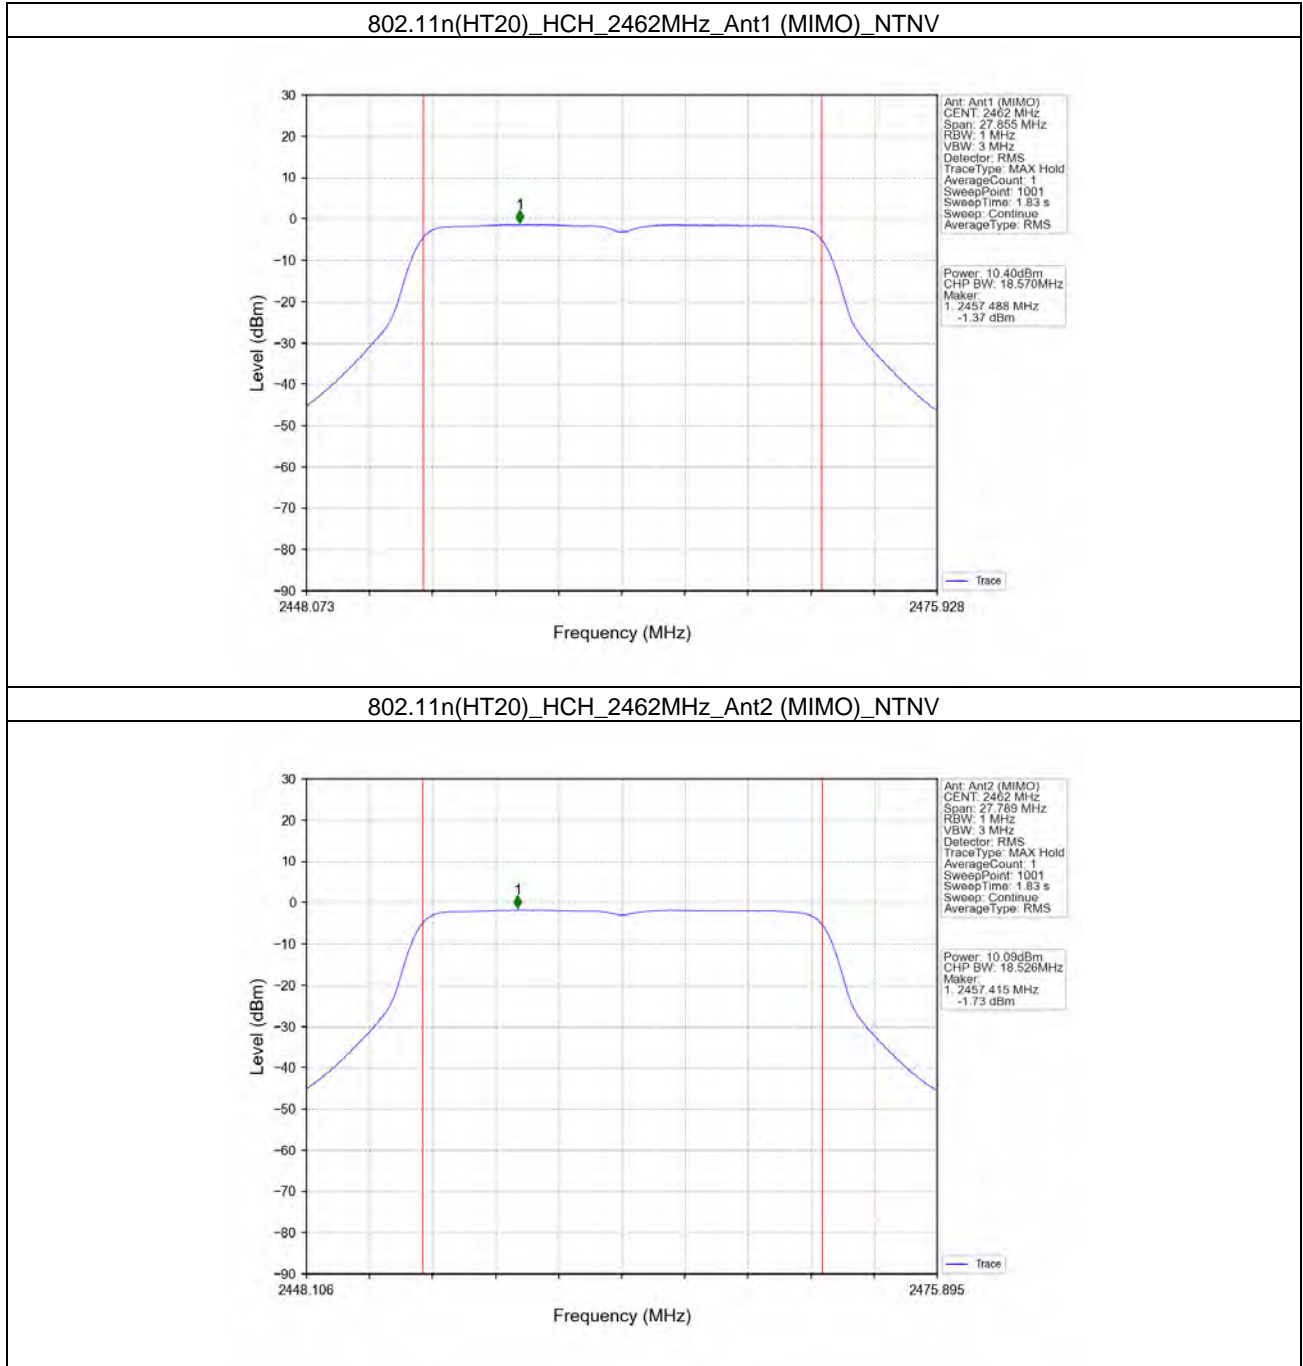 802.11n(HT20)_HCH_2462MHz_Ant1 (MIMO)_NTNV
30
20
10
0
-10
-20
-30
-40
-50
-60
-70
-80
-90
Level (dBm)
1
2448.073
2475.928
Frequency (MHz)
Ant: Ant1 (MIMO)
CENT: 2462 MHz
Span: 27.855 MHz
RBW: 1 MHz
VBW: 3 MHz
Detector: RMS
TraceType: MAX Hold
AverageCount: 1
SweepPoint: 1001
SweepTime: 1.83 s
Sweep: Continue
AverageType: RMS
Power: 10.40dBm
CHP BW: 18.570MHz
Maker:
1. 2457.488 MHz
-1.37 dBm
Trace
802.11n(HT20)_HCH_2462MHz_Ant2 (MIMO)_NTNV
30
20
10
0
-10
-20
-30
-40
-50
-60
-70
-80
-90
Level (dBm)
1
2448.106
2475.895
Frequency (MHz)
Ant: Ant2 (MIMO)
CENT: 2462 MHz
Span: 27.789 MHz
RBW: 1 MHz
VBW: 3 MHz
Detector: RMS
TraceType: MAX Hold
AverageCount: 1
SweepPoint: 1001
SweepTime: 1.83 s
Sweep: Continue
AverageType: RMS
Power: 10.09dBm
CHP BW: 18.526MHz
Maker:
1. 2457.415 MHz
-1.73 dBm
Trace